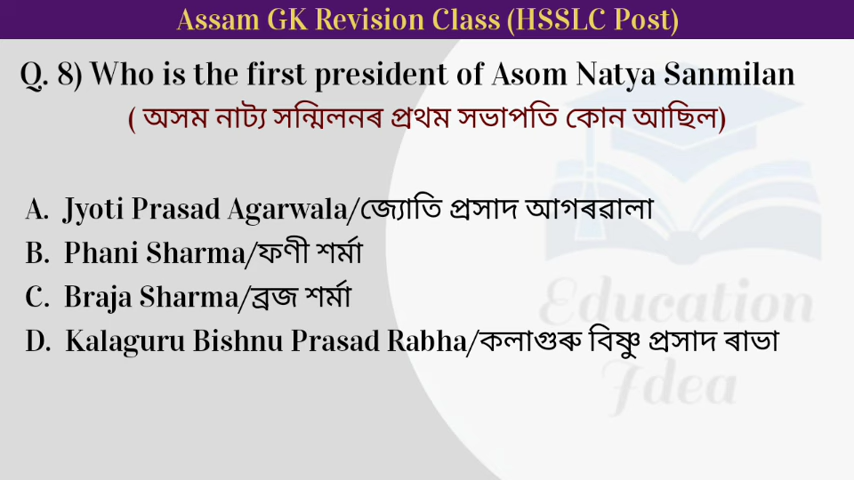 Assam GK Revision Class (HSSLC Post)
Q. 8) Who is the first president of Asom Natya Sanmilan
( অসম নাট্য সন্মিলনৰ প্ৰথম সভাপতি কোন আছিল)
A. Jyoti Prasad Agarwala/জ্যোতি প্ৰসাদ আগৰৱালা
B. Phani Sharma/ফণী শৰ্মা
C. Braja Sharma/ব্ৰজ শৰ্মা
D. Kalaguru Bishnu Prasad Rabha/কলাগুৰু বিষ্ণু প্ৰসাদ ৰাভা
Education
Idea